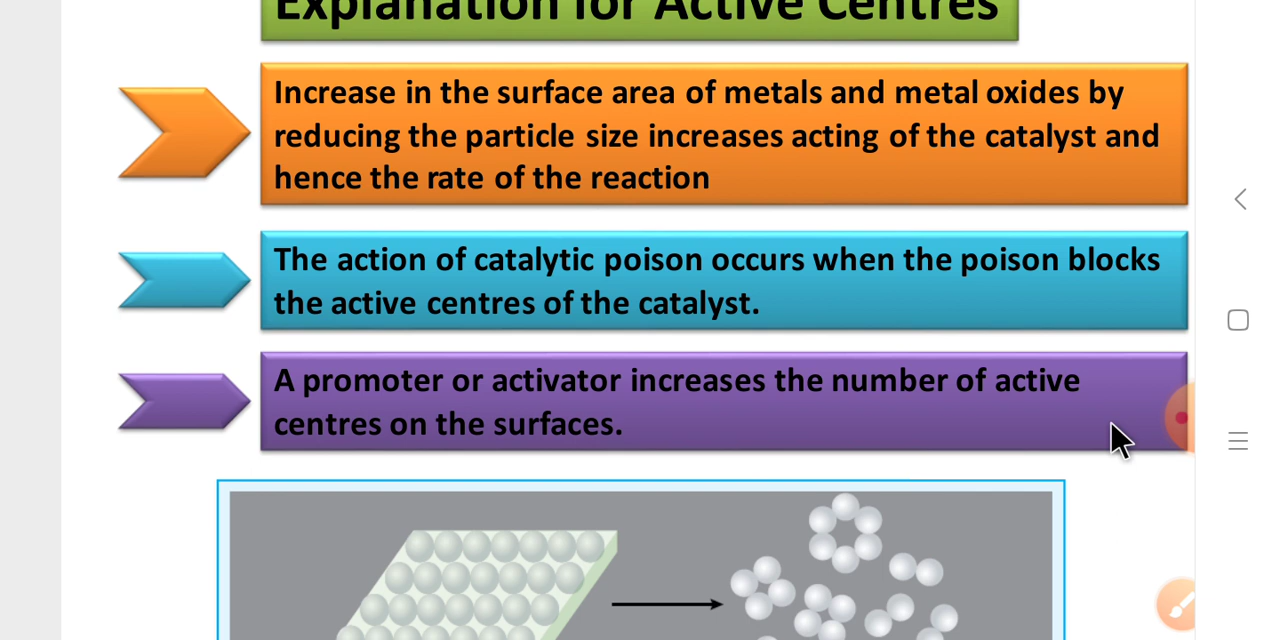 Explanation for Active Centres
Increase in the surface area of metals and metal oxides by
reducing the particle size increases acting of the catalyst and
hence the rate of the reaction
The action of catalytic poison occurs when the poison blocks
the active centres of the catalyst.
A promoter or activator increases the number of active
centres on the surfaces.